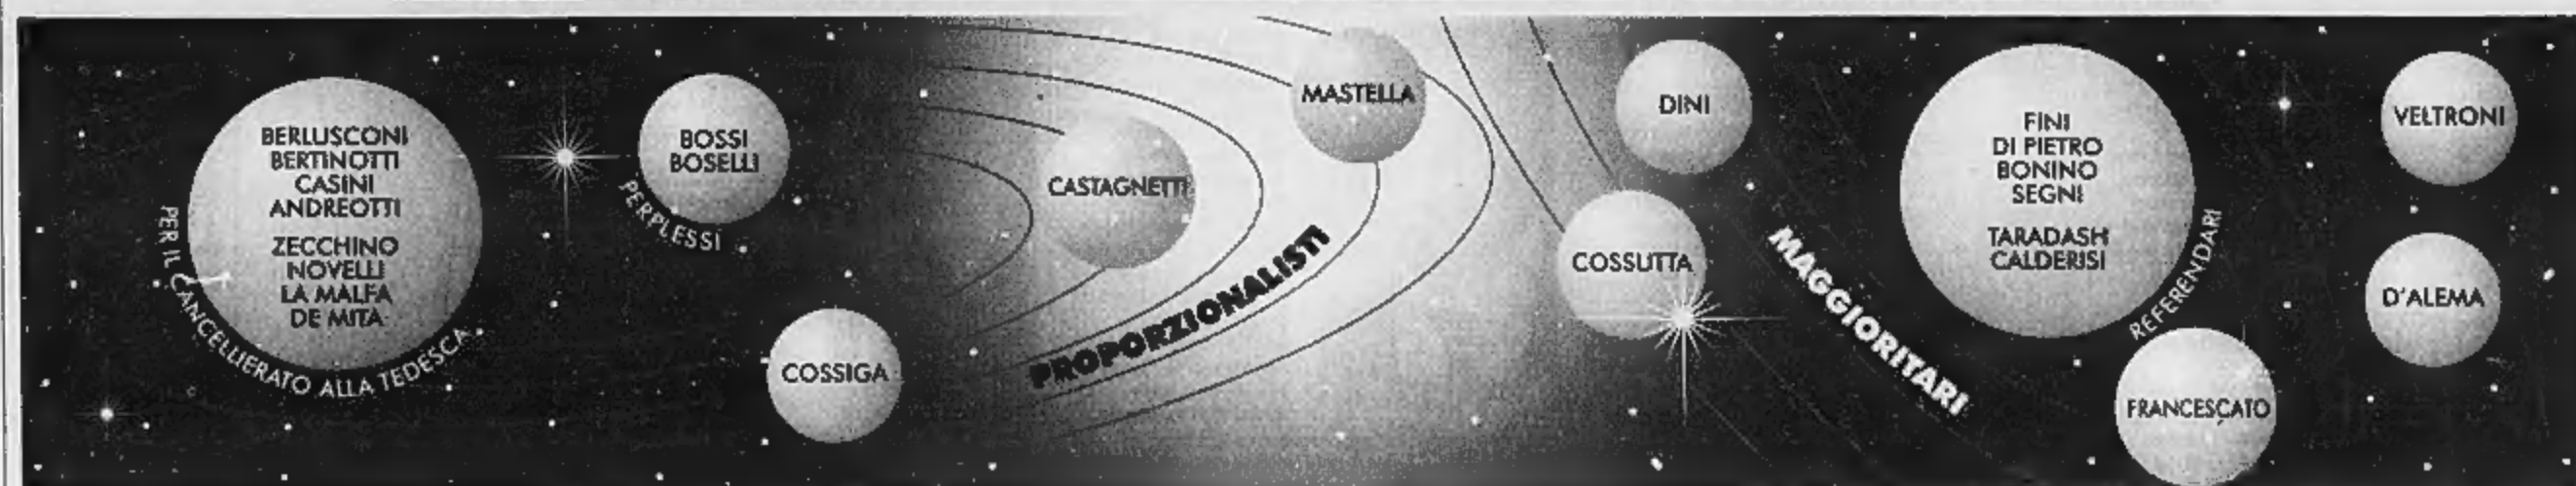 BERLUSCONI
BERTINOTTI
CASINI
ANDREOTTI
ZECCHINO
NOVELLI
LA MALFA
DE MITA
PER IL CANCELLIERATO ALLA TEDESCA
BOSSI
BOSELLI
PERPLESSI
COSSIGA
CASTAGNETTI
MASTELLA
PROPORZIONALISTI
DINI
COSSUTTA
MAGGIORITARI
FINI
DI PIETRO
BONINO
SEGNI
TARADASH
CALDERISI
REFERENDARI
FRANCESCATO
VELTRONI
D'ALEMA